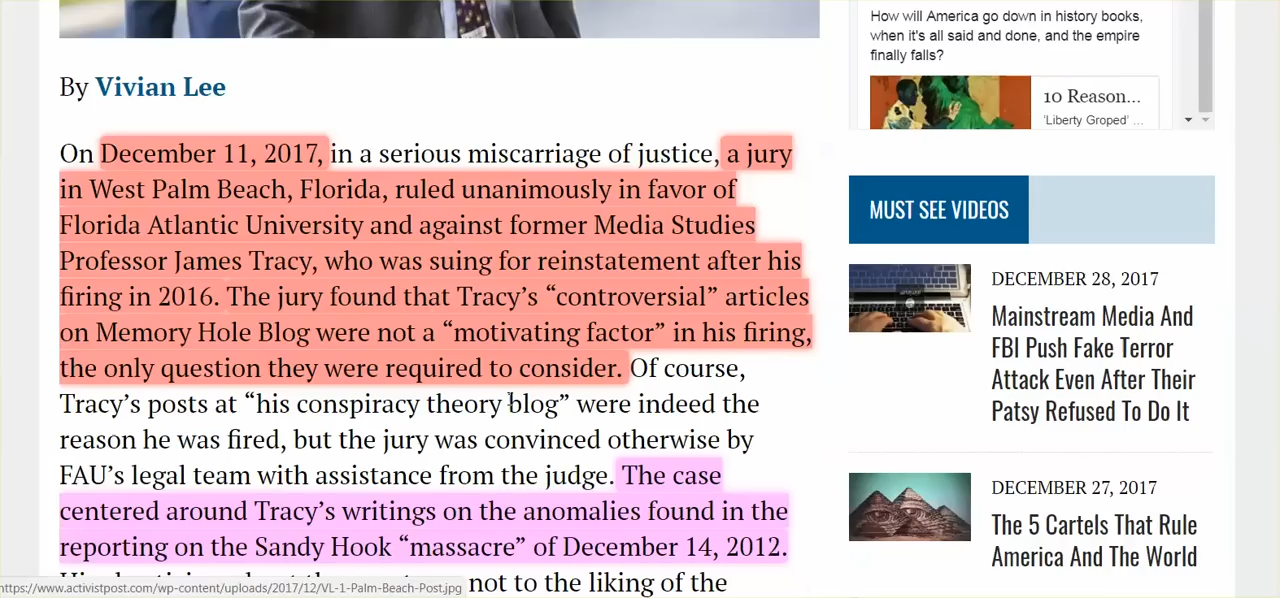 By Vivian Lee
On December 11, 2017, in a serious miscarriage of justice, a jury
in West Palm Beach, Florida, ruled unanimously in favor of
Florida Atlantic University and against former Media Studies
Professor James Tracy, who was suing for reinstatement after his
firing in 2016. The jury found that Tracy’s “controversial” articles
on Memory Hole Blog were not a “motivating factor” in his firing,
the only question they were required to consider. Of course,
Tracy’s posts at “his conspiracy theory blog” were indeed the
reason he was fired, but the jury was convinced otherwise by
FAU’s legal team with assistance from the judge. The case
centered around Tracy’s writings on the anomalies found in the
reporting on the Sandy Hook “massacre” of December 14, 2012.
not to the liking of the
https://www.activistpost.com/wp-content/uploads/2017/12/VL-1-Palm-Beach-Post.jpg
How will America go down in history books,
when it's all said and done, and the empire
finally falls?
10 Reason...
'Liberty Groped' ...
MUST SEE VIDEOS
DECEMBER 28, 2017
Mainstream Media And
FBI Push Fake Terror
Attack Even After Their
Patsy Refused To Do It
DECEMBER 27, 2017
The 5 Cartels That Rule
America And The World